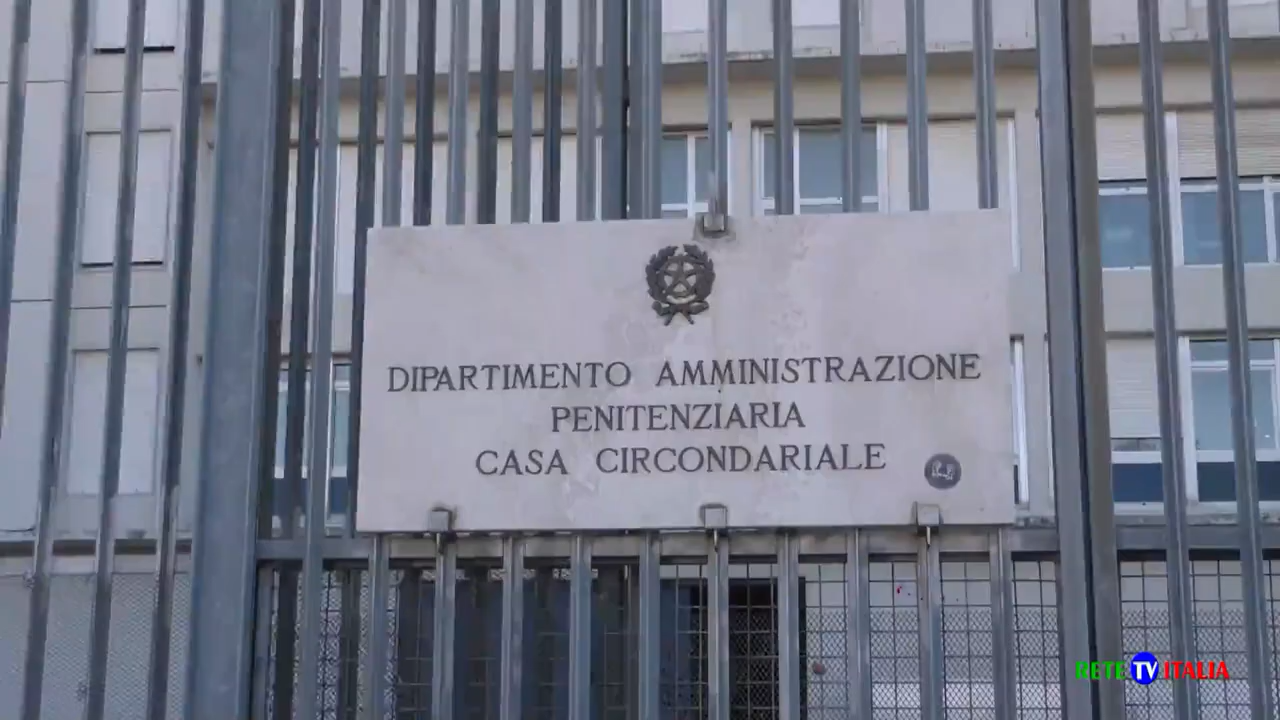 DIPARTIMENTO AMMINISTRAZIONE
PENITENZIARIA
CASA CIRCONDARIALE
RETE TV ITALIA